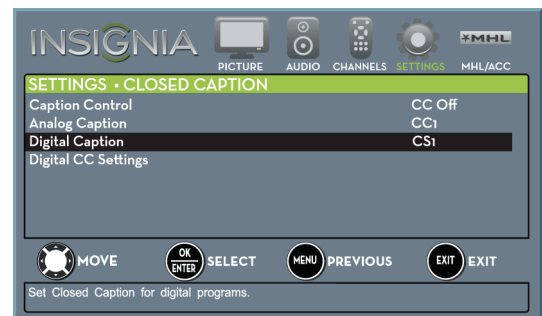 INSIGNIA
PICTURE AUDIO CHANNELS SETTINGS MHL/ACC
MHL
SETTINGS • CLOSED CAPTION
Caption Control CC Off
Analog Caption CC1
Digital Caption CS1
Digital CC Settings
MOVE OK ENTER SELECT MENU PREVIOUS EXIT EXIT
Set Closed Caption for digital programs.